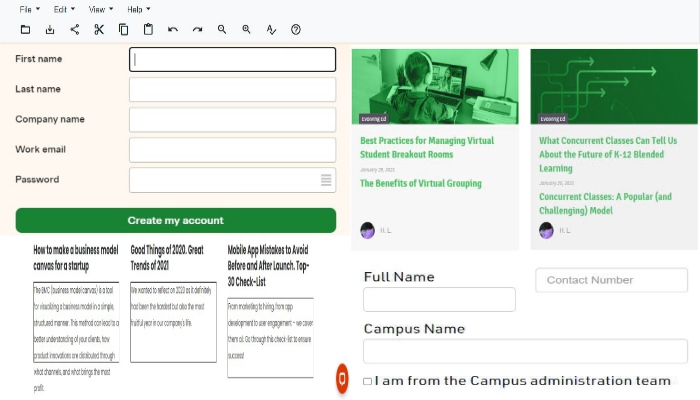 File Edit View Help
First name
Last name
Company name
Work email
Password
Create my account
How to make a business model
canvas for a startup
The BMC (business model canvas) is a tool
for visualizing a business model in a simple,
structured manner. This method can lead to a
better understanding of your clients, how
product innovations are distributed through
what channels, and what brings the most
profit.
Good Things of 2020. Great
Trends of 2021
We wanted to reflect on 2020 as it definitely
had been the hardest but also the most
fruitful year in our company's life.
Mobile App Mistakes to Avoid
Before and After Launch. Top-
30 Check-List
From marketing to hiring, from app
development to user engagement – we cover
them all. Go through this check-list to ensure
success!
Evolving Ed
Best Practices for Managing Virtual
Student Breakout Rooms
January 28, 2021
The Benefits of Virtual Grouping
Evolving Ed
What Concurrent Classes Can Tell Us
About the Future of K-12 Blended
Learning
Concurrent Classes: A Popular (and
Challenging) Model
Full Name
Contact Number
Campus Name
I am from the Campus administration team